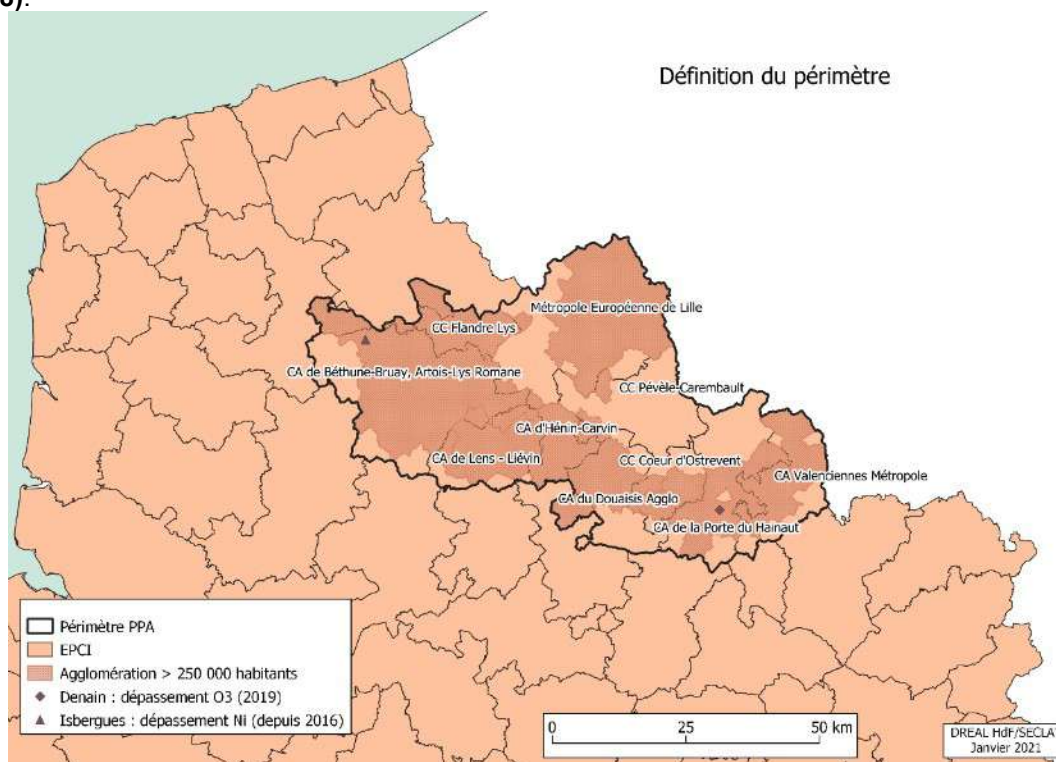 Définition du périmètre
Métropole Européenne de Lille
CC Flandre Lys
CA de Béthune-Bruay, Artois-Lys Romane
CC Pévèle-Carembault
CA d'Hénin-Carvin
CA de Lens - Liévin
CC Coeur d'Ostrevent
CA Valenciennes Métropole
CA du Douaisis Agglo
CA de la Porte du Hainaut
Périmètre PPA
EPCI
Agglomération > 250 000 habitants
Denain : dépassement O3 (2019)
Isbergues : dépassement Ni (depuis 2016)
0 25 50 km
DREAL HdF/SECLA
Janvier 2021